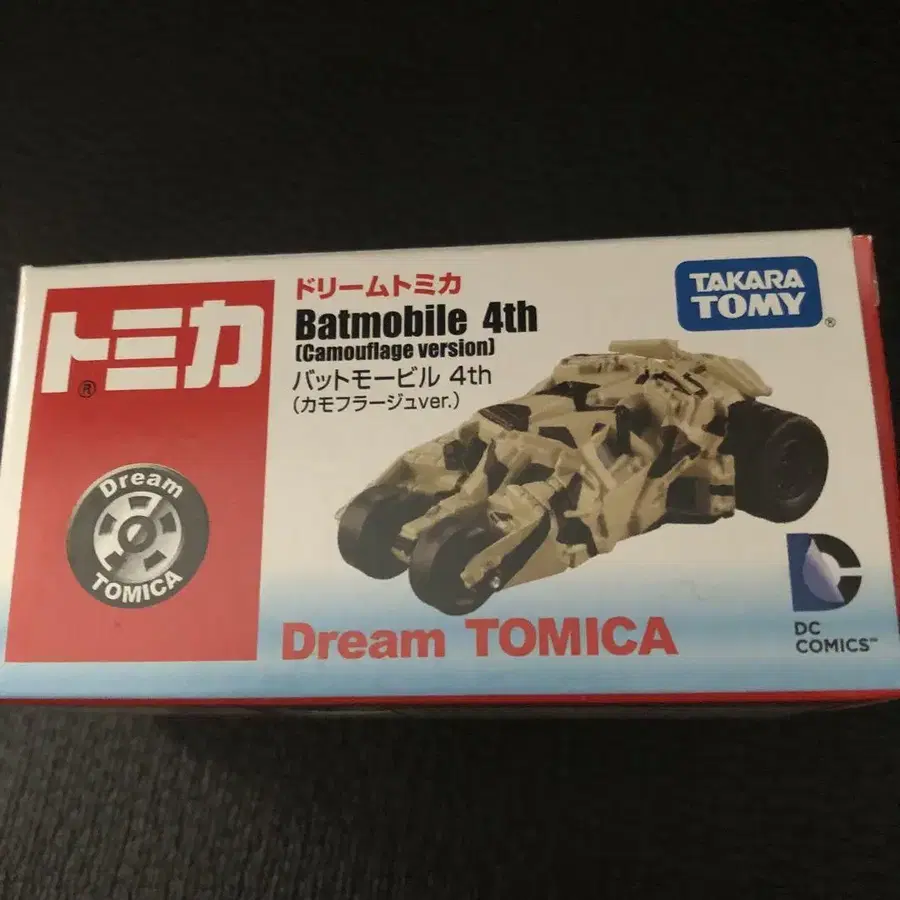 トミカ
®
Dream
TOMICA
ドリームトミカ
Batmobile 4th
(Camouflage version)
バットモービル 4th
(カモフラージュver.)
TAKARA
TOMY
®
DC
COMICS™
Dream TOMICA